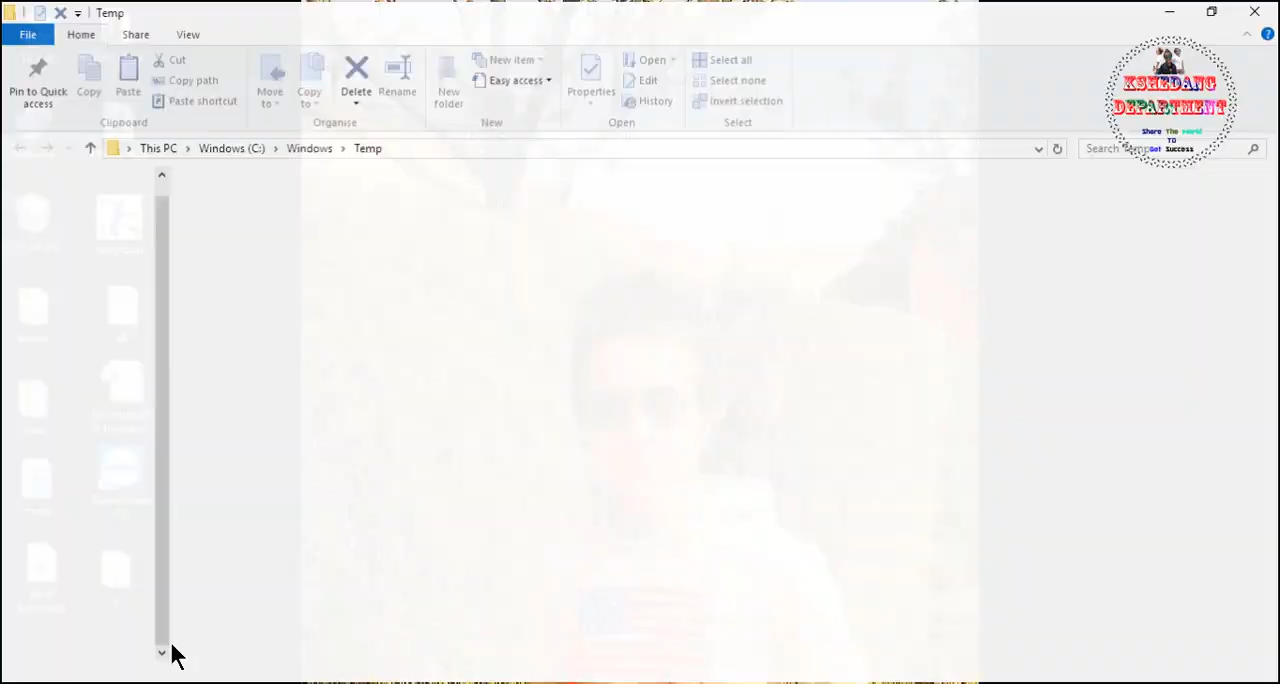 Temp
File Home Share View
Pin to Quick access
Copy
Paste
Cut
Copy path
Paste shortcut
Clipboard
Move to
Copy to
Delete
Rename
Organise
New folder
New item
Easy access
New
Properties
Open
Edit
History
Open
Select all
Select none
Invert selection
Select
KSHEDANG
DEPARTMENT
Share The World
TO
Get Success
This PC > Windows (C:) > Windows > Temp
Search Temp